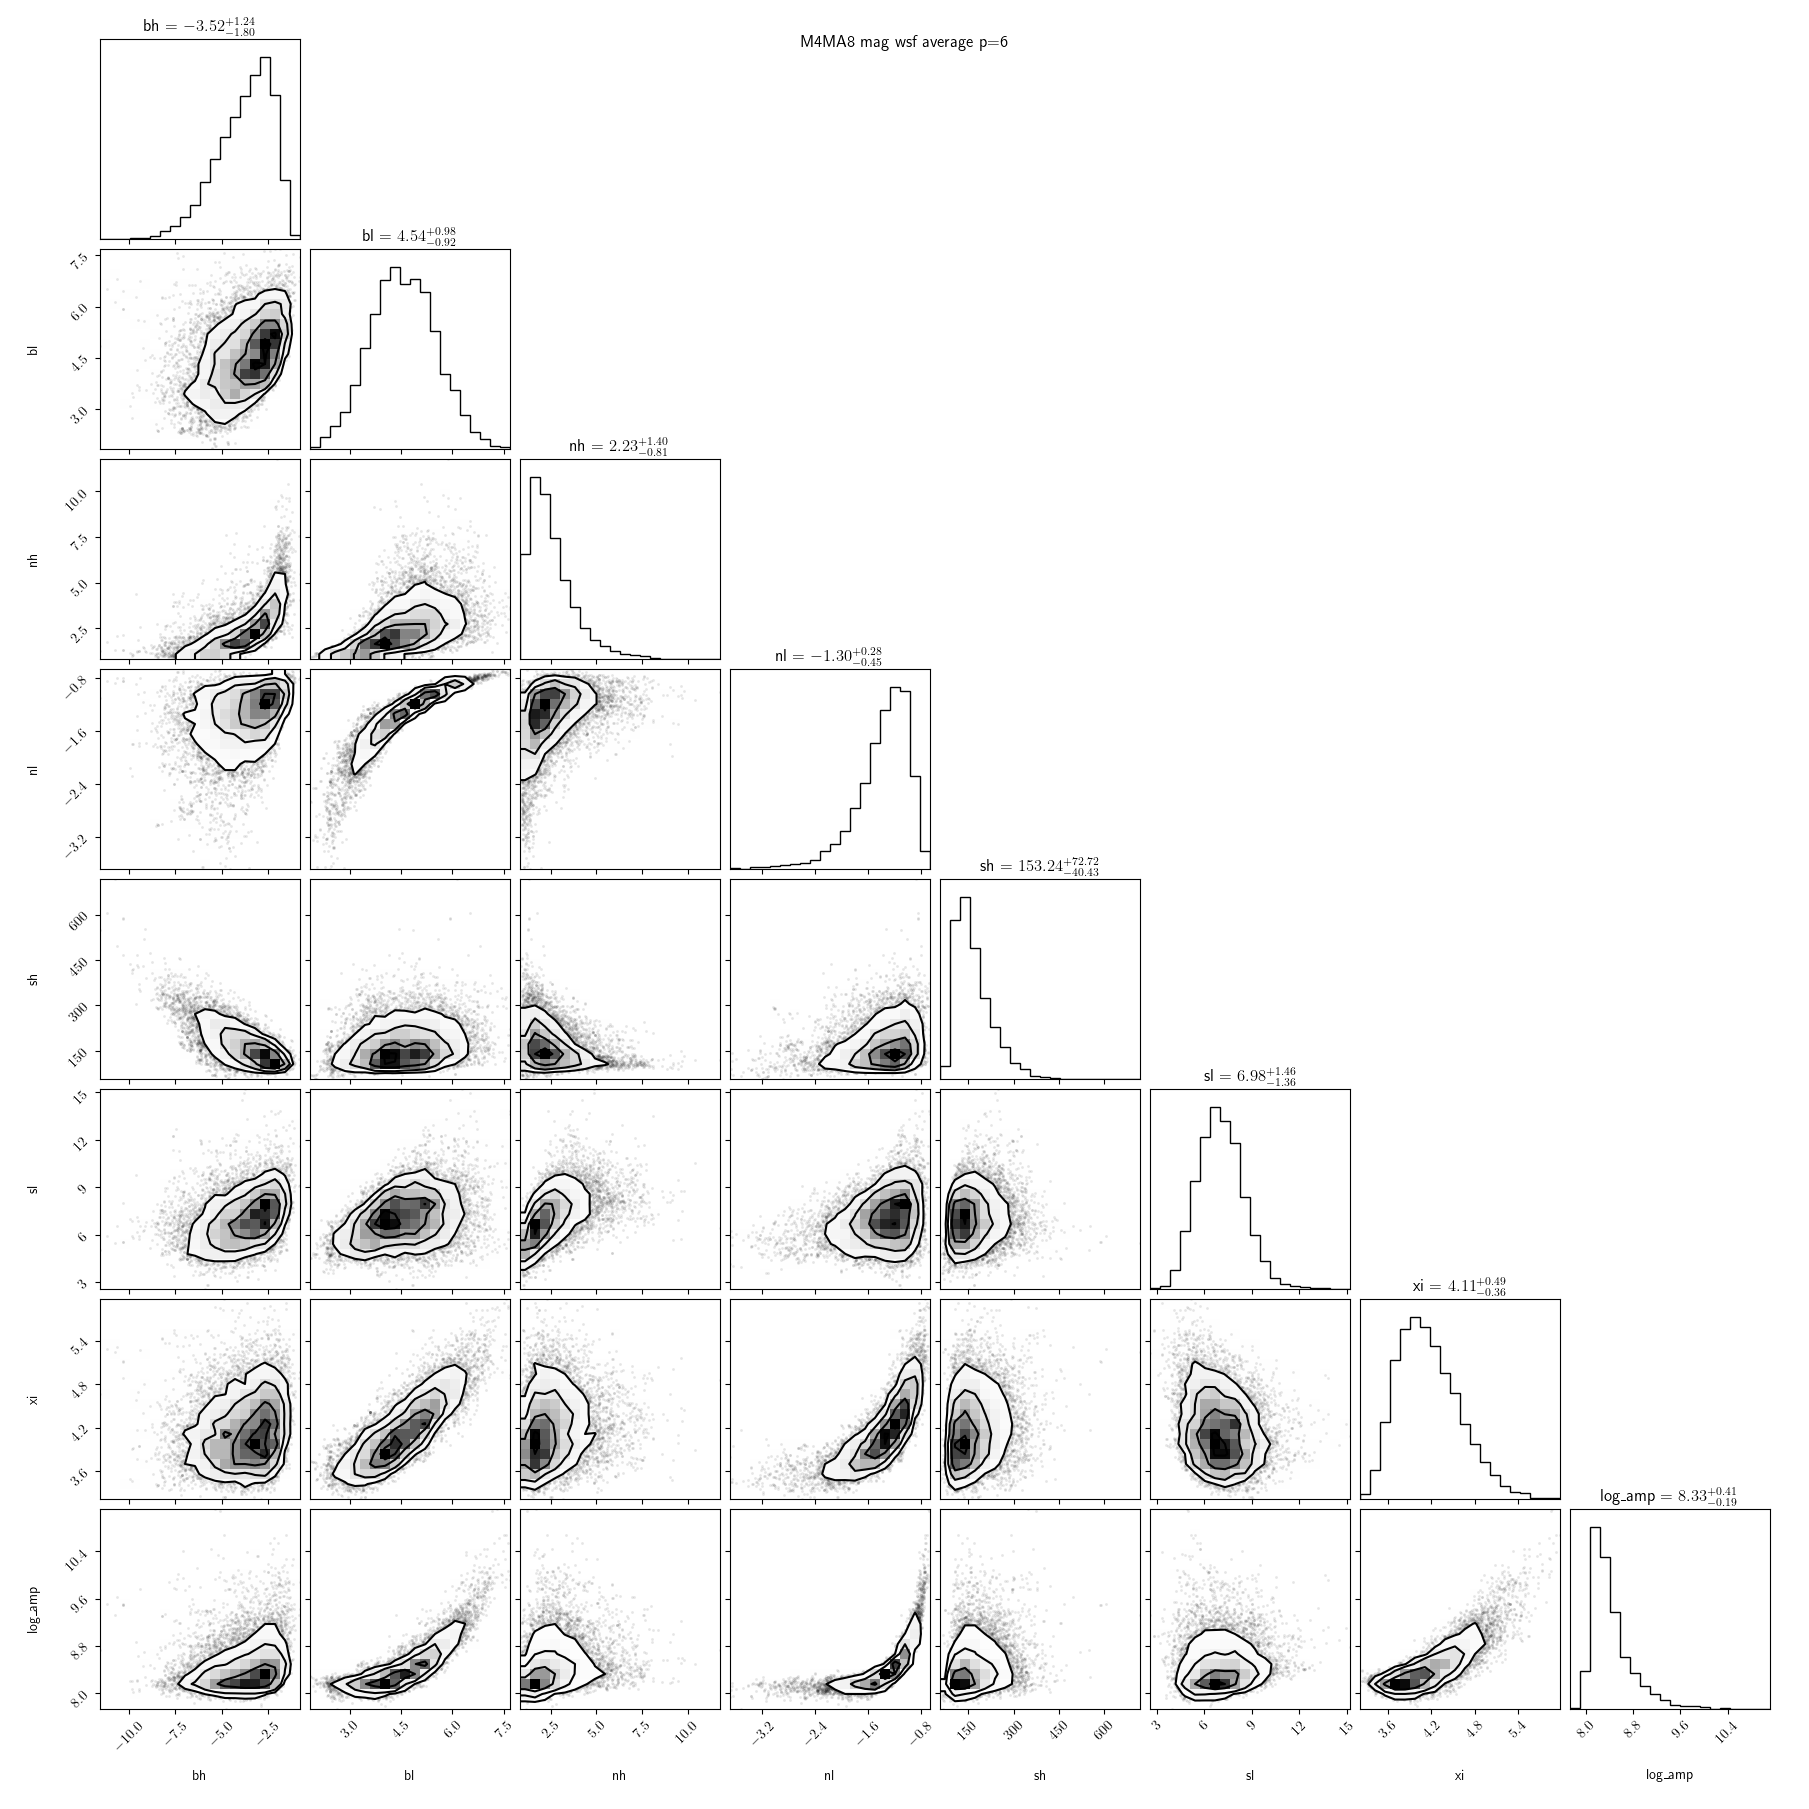 M4MA8 mag wsf average p=6
bh = −3.52+1.24−1.80
bl = 4.54+0.98−0.92
7.5
6.0
4.5
3.0
bl
nh = 2.23+1.40−0.81
10.0
7.5
5.0
2.5
nh
nl = −1.30+0.28−0.45
−0.8
−1.6
−2.4
−3.2
nl
sh = 153.24+72.72−40.43
600
450
300
150
sh
sl = 6.98+1.46−1.36
15
12
9
6
3
sl
xi = 4.11+0.49−0.36
5.4
4.8
4.2
3.6
xi
log_amp = 8.33+0.41−0.19
10.4
9.6
8.8
8.0
log_amp
−10.0 −7.5 −5.0 −2.5 3.0 4.5 6.0 7.5 2.5 5.0 7.5 10.0 −3.2 −2.4 −1.6 −0.8 150 300 450 600 3 6 9 12 15 3.6 4.2 4.8 5.4 8.0 8.8 9.6 10.4
bh bl nh nl sh sl xi log_amp